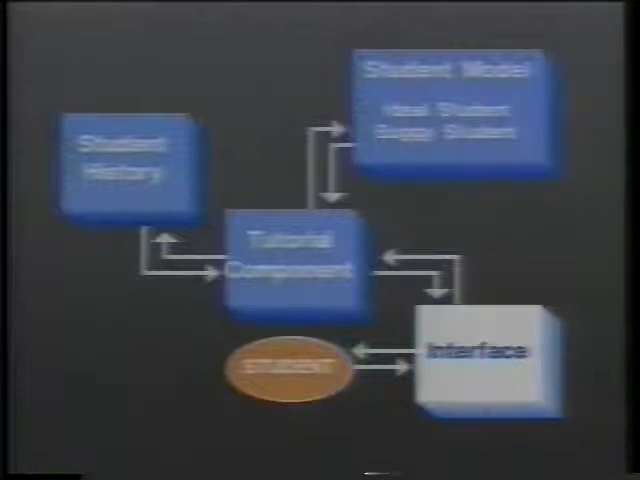 Student Model
Ideal Student
Buggy Student
Student
History
Tutorial
Component
Interface
STUDENT